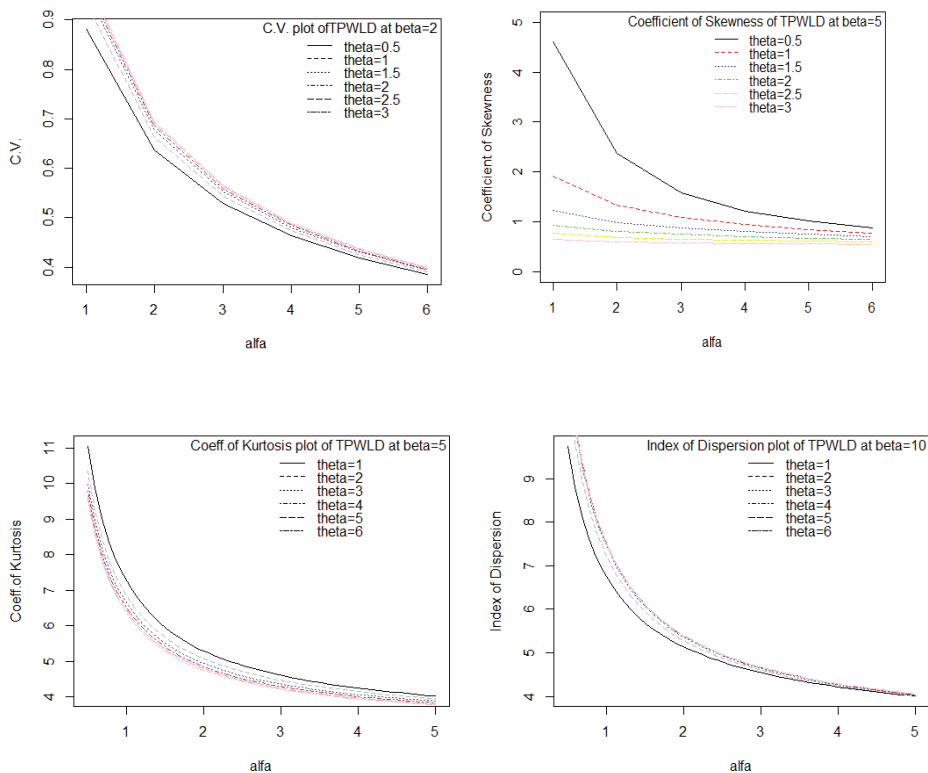 C.V. plot ofTPWLD at beta=2
theta=0.5
theta=1
theta=1.5
theta=2
theta=2.5
theta=3
C.V.
0.9
0.8
0.7
0.6
0.5
0.4
1 2 3 4 5 6
alfa
Coefficient of Skewness of TPWLD at beta=5
theta=0.5
theta=1
theta=1.5
theta=2
theta=2.5
theta=3
Coefficient of Skewness
5
4
3
2
1
0
1 2 3 4 5 6
alfa
Coeff.of Kurtosis plot of TPWLD at beta=5
theta=1
theta=2
theta=3
theta=4
theta=5
theta=6
Coeff.of Kurtosis
11
10
9
8
7
6
5
4
1 2 3 4 5
alfa
Index of Dispersion plot of TPWLD at beta=10
theta=1
theta=2
theta=3
theta=4
theta=5
theta=6
Index of Dispersion
9
8
7
6
5
4
1 2 3 4 5
alfa